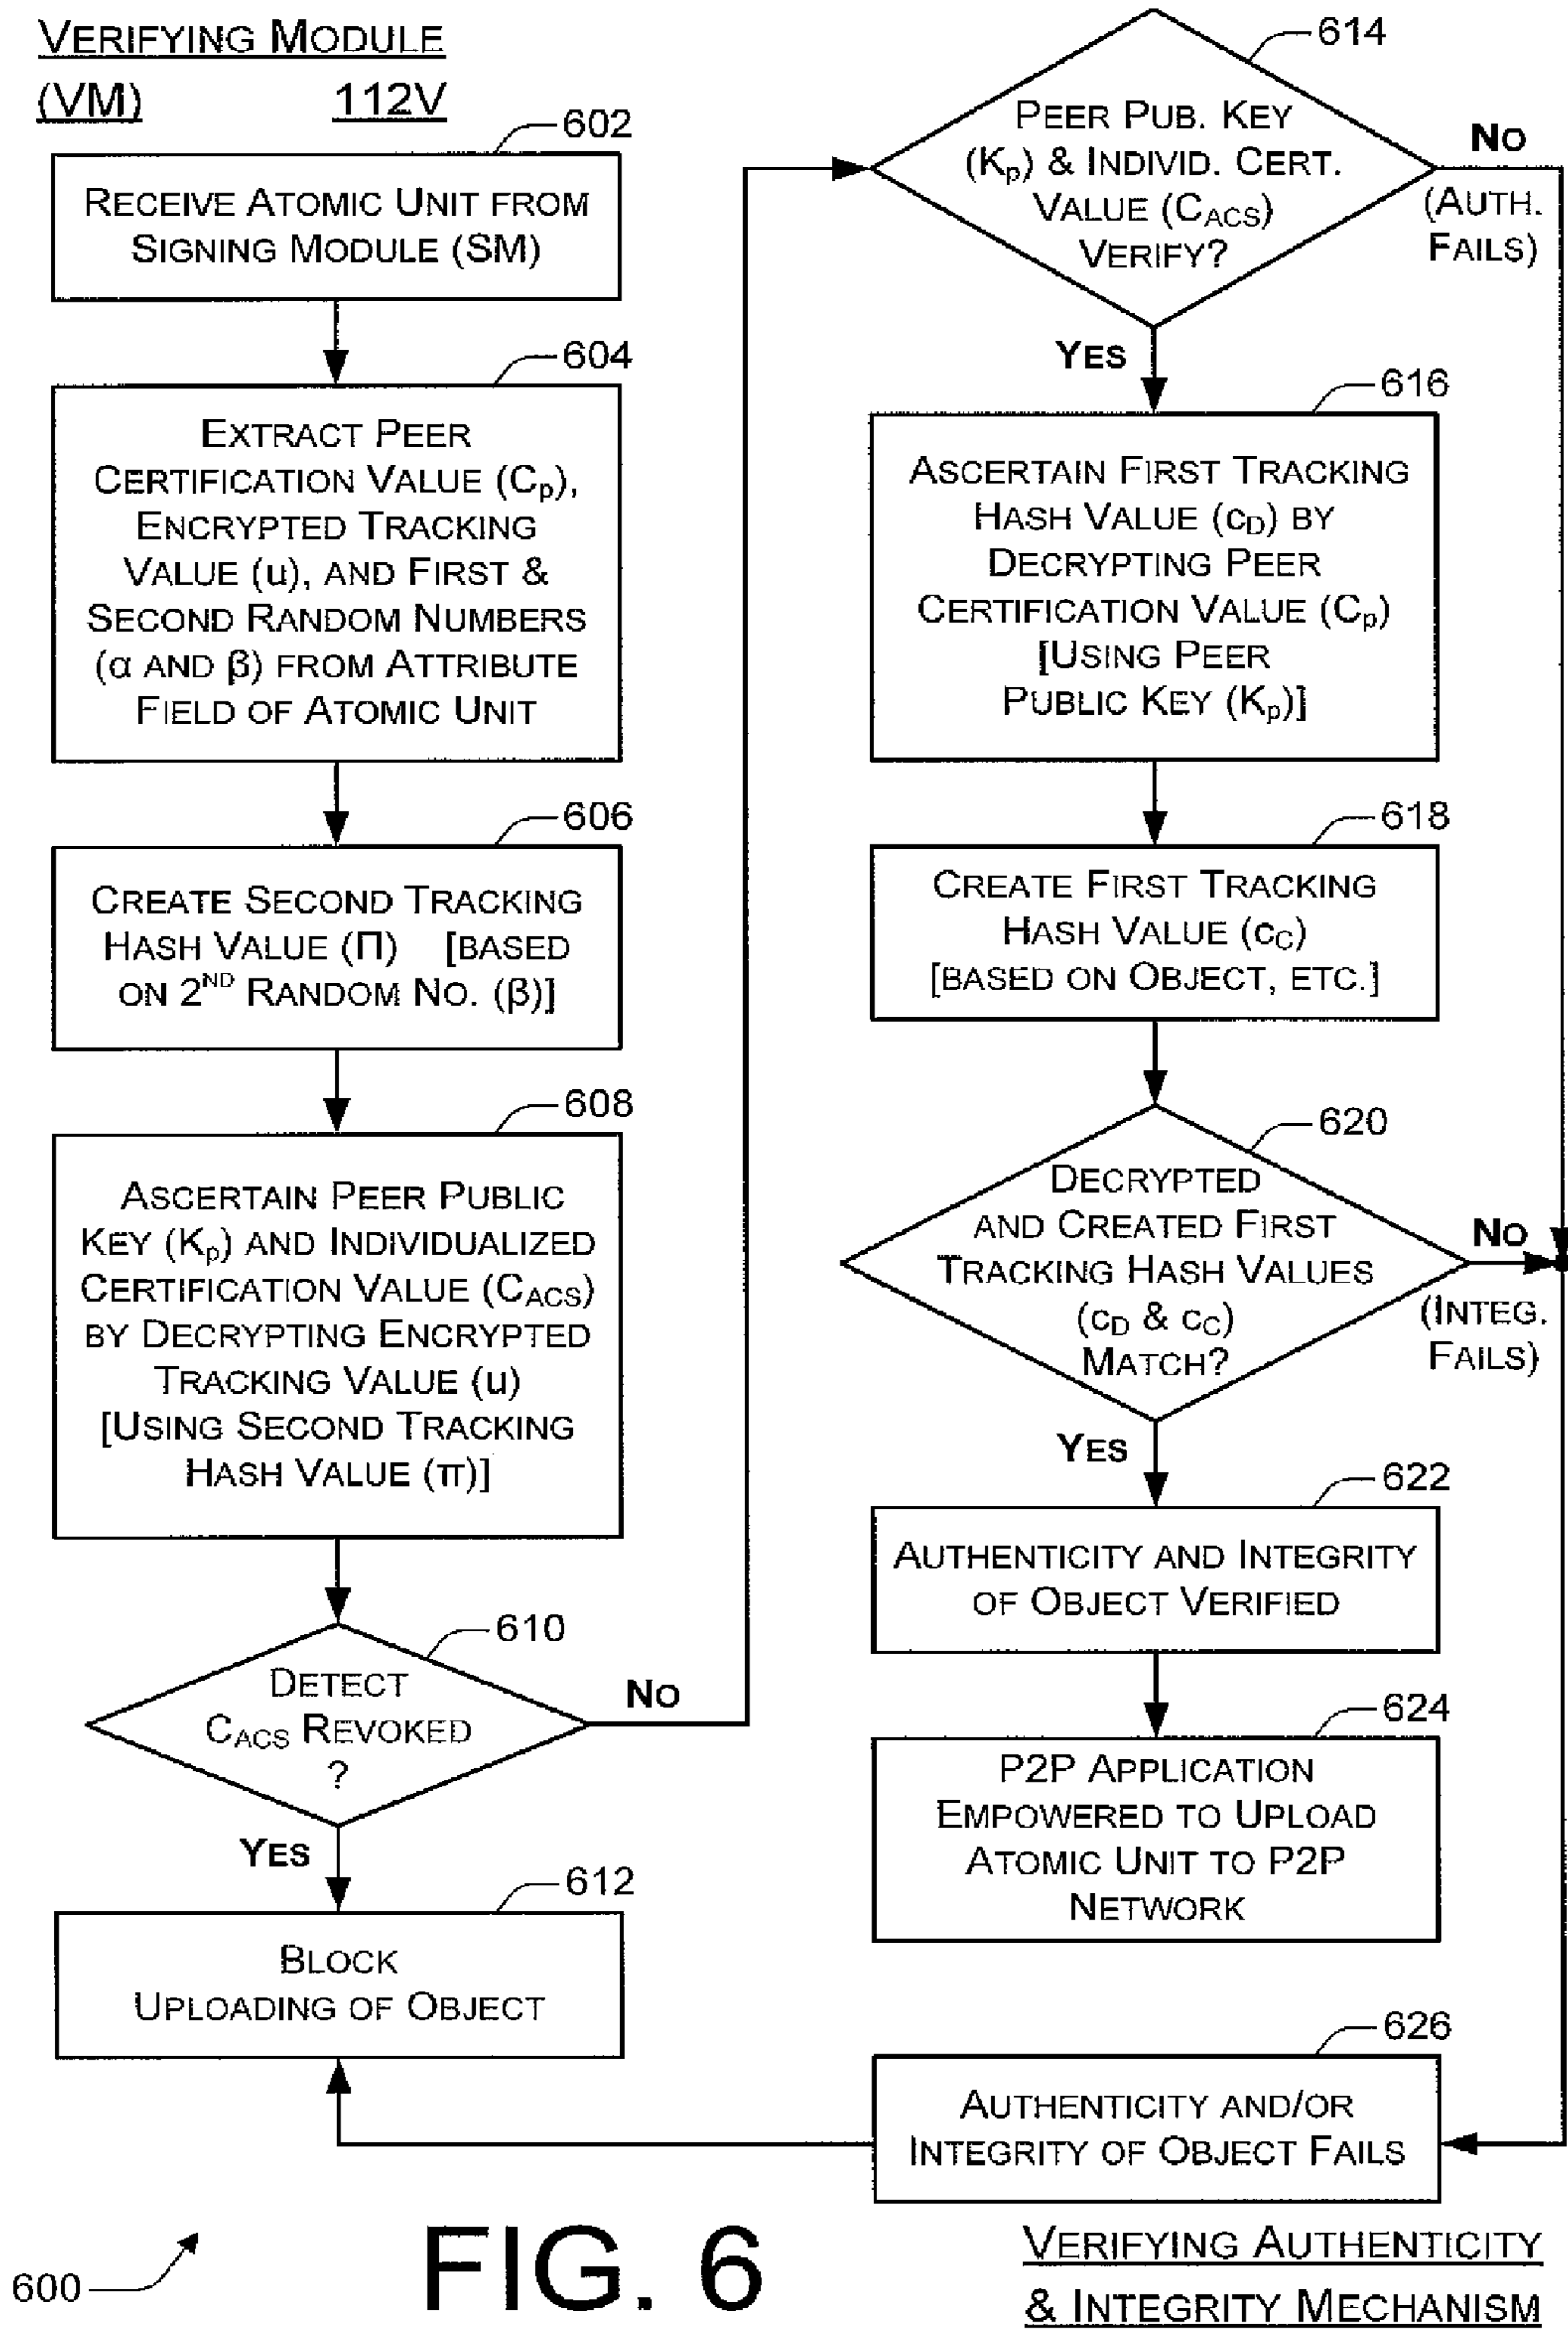 VERIFYING MODULE
(VM) 112V
602
RECEIVE ATOMIC UNIT FROM
SIGNING MODULE (SM)
604
EXTRACT PEER
CERTIFICATION VALUE (Cp),
ENCRYPTED TRACKING
VALUE (u), AND FIRST &
SECOND RANDOM NUMBERS
(α AND β) FROM ATTRIBUTE
FIELD OF ATOMIC UNIT
606
CREATE SECOND TRACKING
HASH VALUE (Π) [BASED
ON 2ND RANDOM NO. (β)]
608
ASCERTAIN PEER PUBLIC
KEY (Kp) AND INDIVIDUALIZED
CERTIFICATION VALUE (CACS)
BY DECRYPTING ENCRYPTED
TRACKING VALUE (u)
[USING SECOND TRACKING
HASH VALUE (π)]
610
DETECT
CACS REVOKED
?
NO
YES
612
BLOCK
UPLOADING OF OBJECT
614
PEER PUB. KEY
(Kp) & INDIVID. CERT.
VALUE (CACS)
VERIFY?
NO
(AUTH.
FAILS)
YES
616
ASCERTAIN FIRST TRACKING
HASH VALUE (cD) BY
DECRYPTING PEER
CERTIFICATION VALUE (Cp)
[USING PEER
PUBLIC KEY (Kp)]
618
CREATE FIRST TRACKING
HASH VALUE (cC)
[BASED ON OBJECT, ETC.]
620
DECRYPTED
AND CREATED FIRST
TRACKING HASH VALUES
(cD & cC)
MATCH?
NO
(INTEG.
FAILS)
YES
622
AUTHENTICITY AND INTEGRITY
OF OBJECT VERIFIED
624
P2P APPLICATION
EMPOWERED TO UPLOAD
ATOMIC UNIT TO P2P
NETWORK
626
AUTHENTICITY AND/OR
INTEGRITY OF OBJECT FAILS
600
FIG. 6
VERIFYING AUTHENTICITY
& INTEGRITY MECHANISM